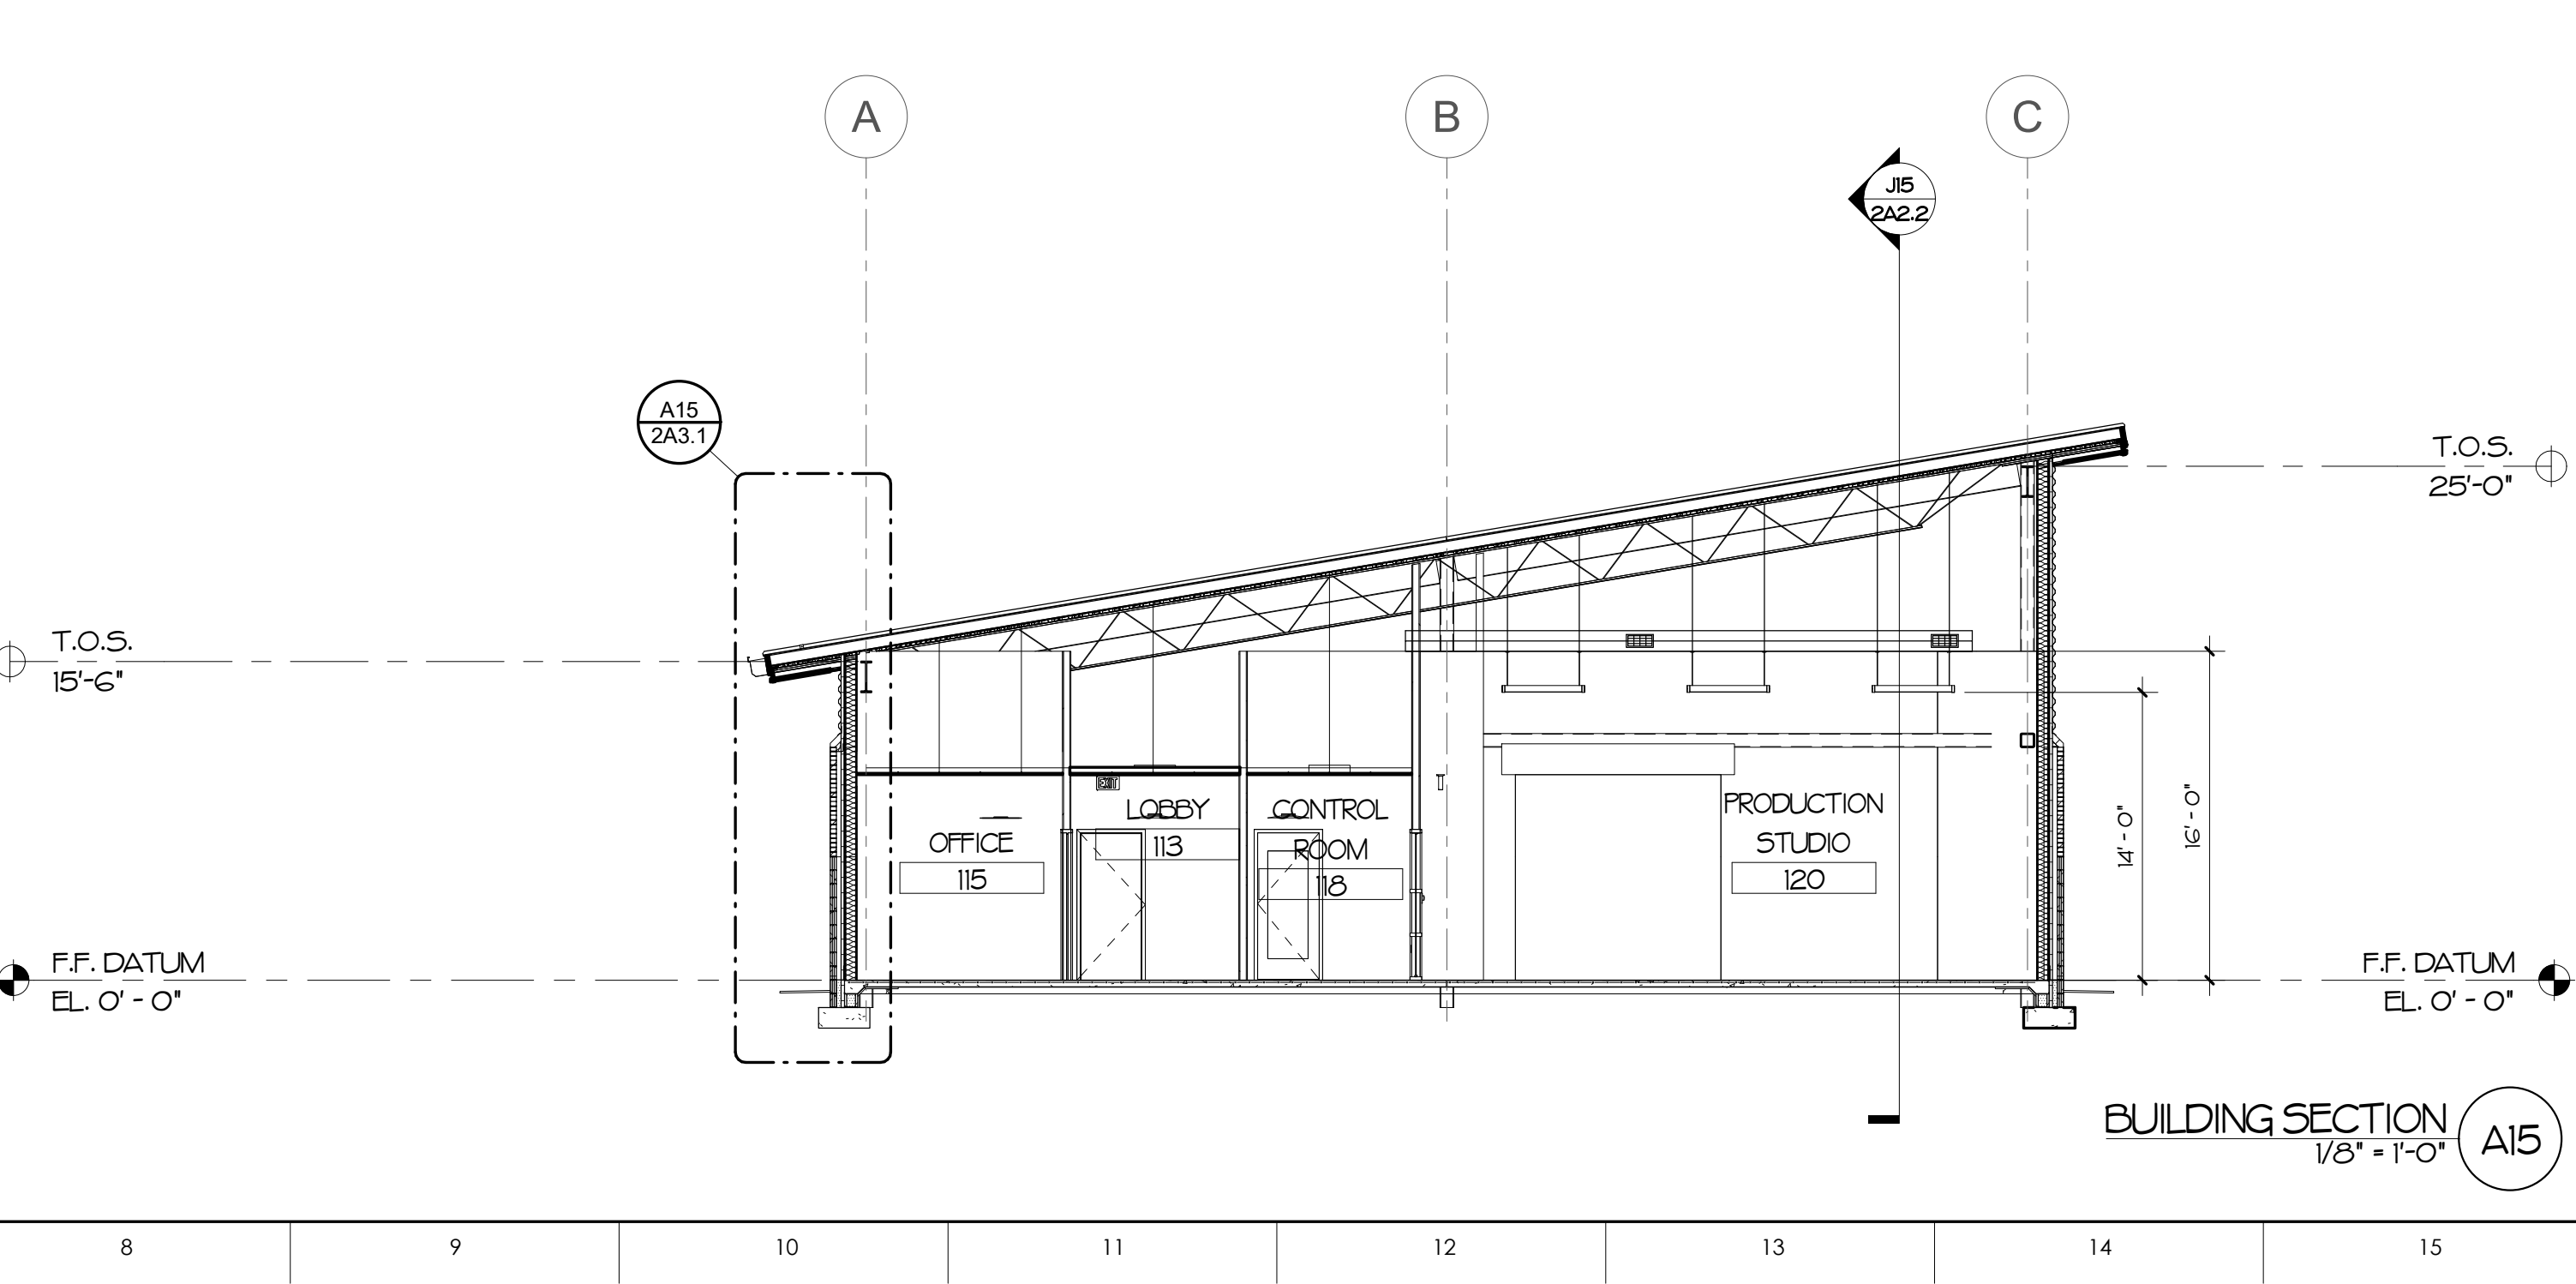 A
B
C
J15
2A2.2
A15
2A3.1
T.O.S.
25'-0"
T.O.S.
15'-6"
EXIT
LOBBY
113
CONTROL
ROOM
118
OFFICE
115
PRODUCTION
STUDIO
120
14' - 0"
16' - 0"
F.F. DATUM
EL. 0' - 0"
F.F. DATUM
EL. 0' - 0"
BUILDING SECTION
1/8" = 1'-0"
A15
8
9
10
11
12
13
14
15